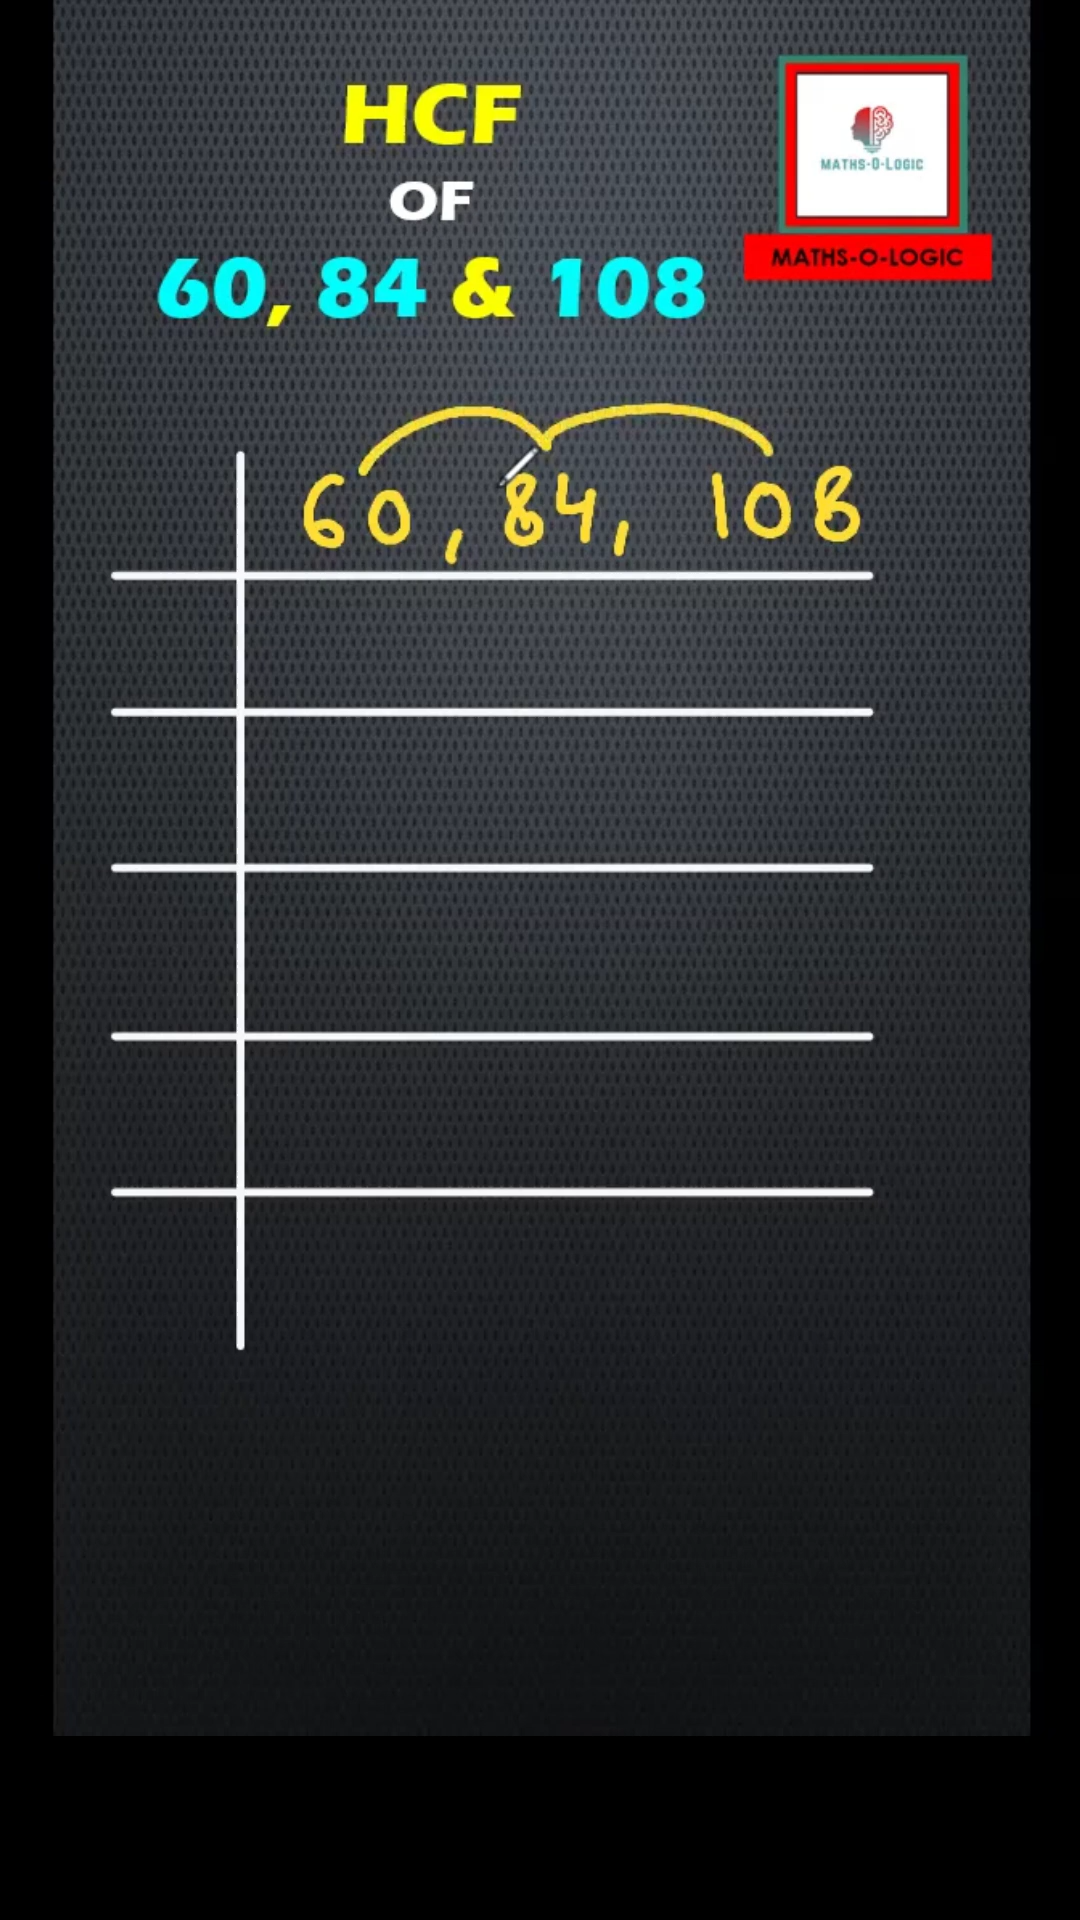 HCF
OF
60, 84 & 108
MATHS-O-LOGIC
MATHS-O-LOGIC
60, 84, 108